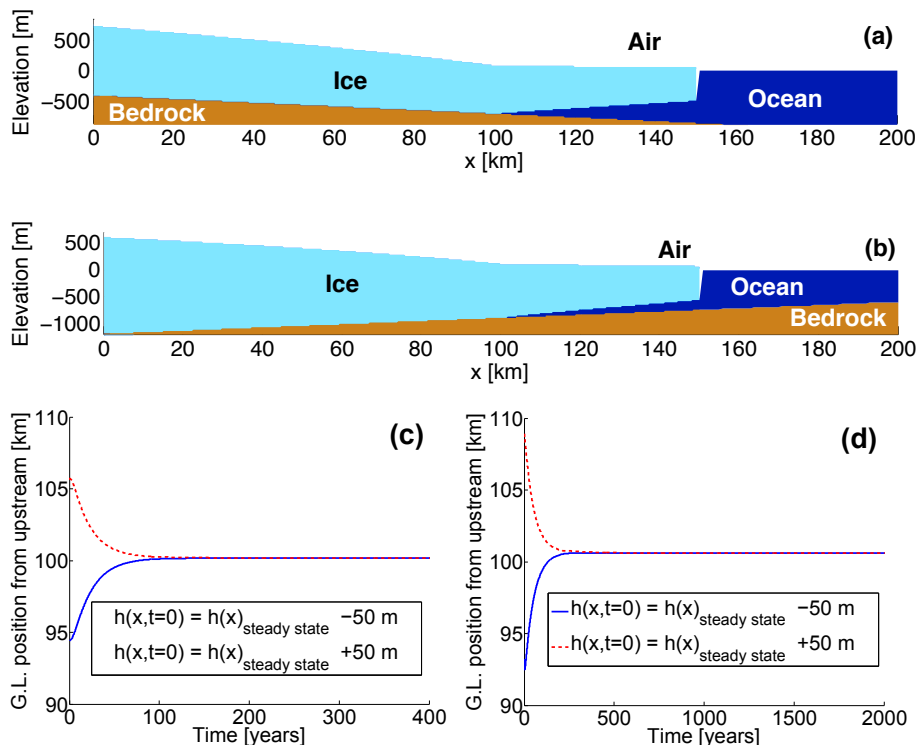 (a)
Elevation [m]
500
0
−500
Air
Ice
Bedrock
Ocean
0 20 40 60 80 100 120 140 160 180 200
x [km]
(b)
Elevation [m]
500
0
−500
−1000
Air
Ice
Ocean
Bedrock
0 20 40 60 80 100 120 140 160 180 200
x [km]
(c)
G.L. position from upstream [km]
110
105
100
95
90
h(x,t=0) = h(x)steady state −50 m
h(x,t=0) = h(x)steady state +50 m
0 100 200 300 400
Time [years]
(d)
G.L. position from upstream [km]
110
105
100
95
90
h(x,t=0) = h(x)steady state −50 m
h(x,t=0) = h(x)steady state +50 m
0 500 1000 1500 2000
Time [years]